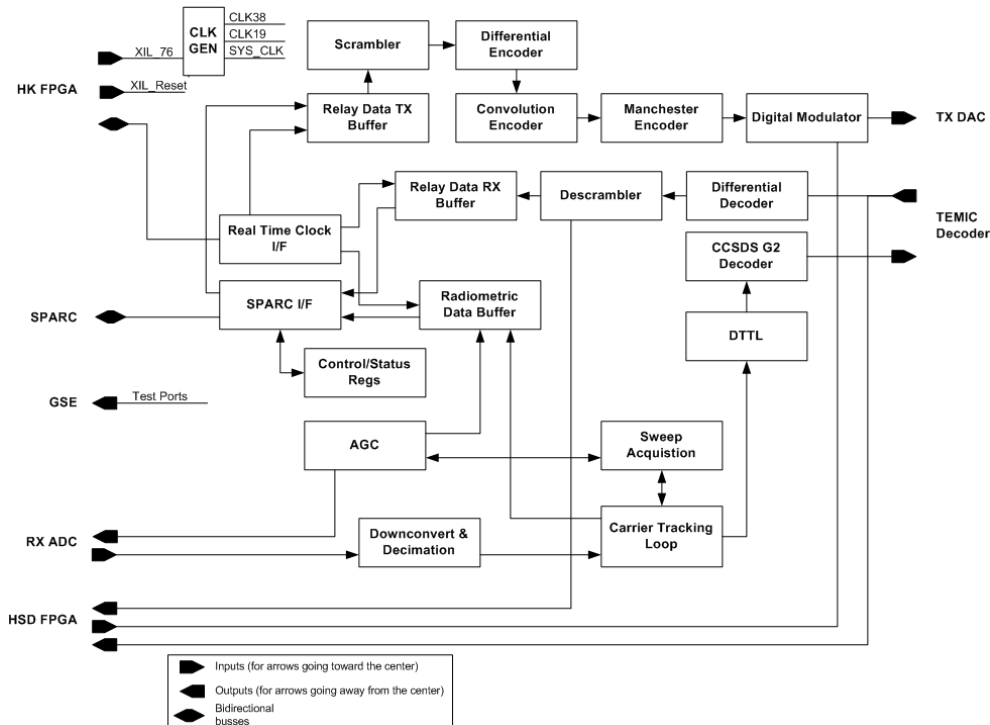 CLK38
CLK
GEN
CLK19
SYS_CLK
XIL_76
HK FPGA
XIL_Reset
Scrambler
Differential
Encoder
Relay Data TX
Buffer
Convolution
Encoder
Manchester
Encoder
Digital Modulator
TX DAC
Relay Data RX
Buffer
Descrambler
Differential
Decoder
TEMIC
Decoder
Real Time Clock
I/F
CCSDS G2
Decoder
SPARC
SPARC I/F
Radiometric
Data Buffer
DTTL
Control/Status
Regs
GSE
Test Ports
AGC
Sweep
Acquistion
RX ADC
Downconvert &
Decimation
Carrier Tracking
Loop
HSD FPGA
Inputs (for arrows going toward the center)
Outputs (for arrows going away from the center)
Bidirectional
busses